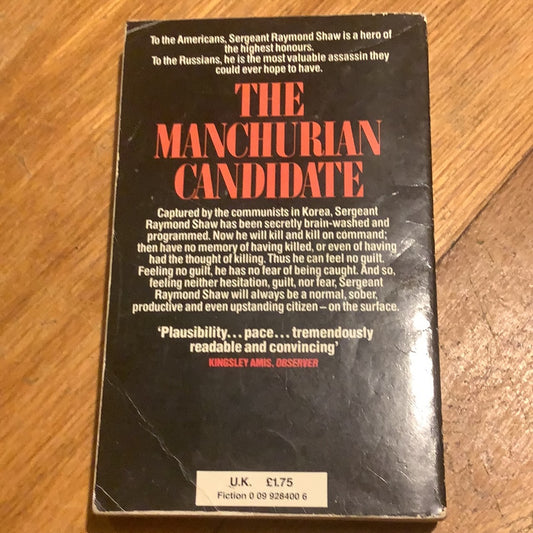 To the Americans, Sergeant Raymond Shaw is a hero of
the highest honours.
To the Russians, he is the most valuable assassin they
could ever hope to have.
THE
MANCHURIAN
CANDIDATE
Captured by the communists in Korea, Sergeant
Raymond Shaw has been secretly brain-washed and
programmed. Now he will kill and kill on command;
then have no memory of having killed, or even of having
had the thought of killing. Thus he can feel no guilt.
Feeling no guilt, he has no fear of being caught. And so,
feeling neither hesitation, guilt, nor fear, Sergeant
Raymond Shaw will always be a normal, sober,
productive and even upstanding citizen – on the surface.
‘Plausibility... pace... tremendously
readable and convincing’
KINGSLEY AMIS, OBSERVER
U.K. £1.75
Fiction 0 09 928400 6